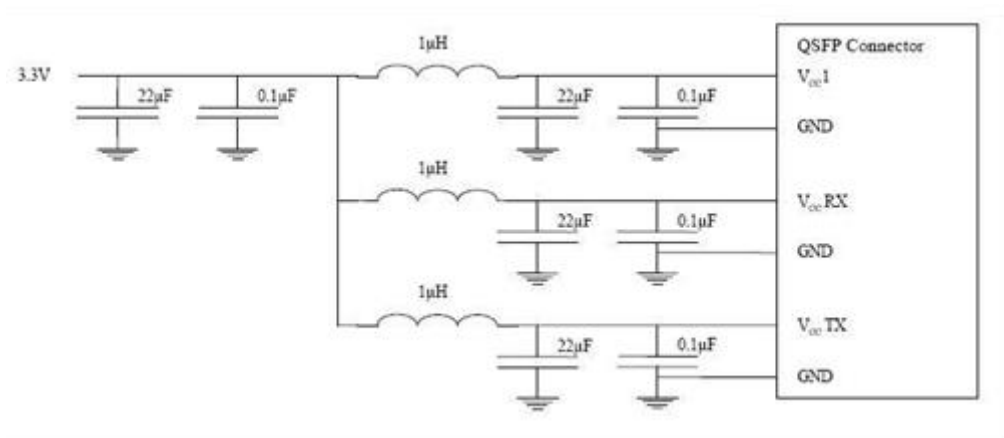 1µH
QSFP Connector
3.3V
22µF
0.1µF
22µF
0.1µF
Vcc1
GND
1µH
22µF
0.1µF
Vcc RX
GND
1µH
22µF
0.1µF
Vcc TX
GND